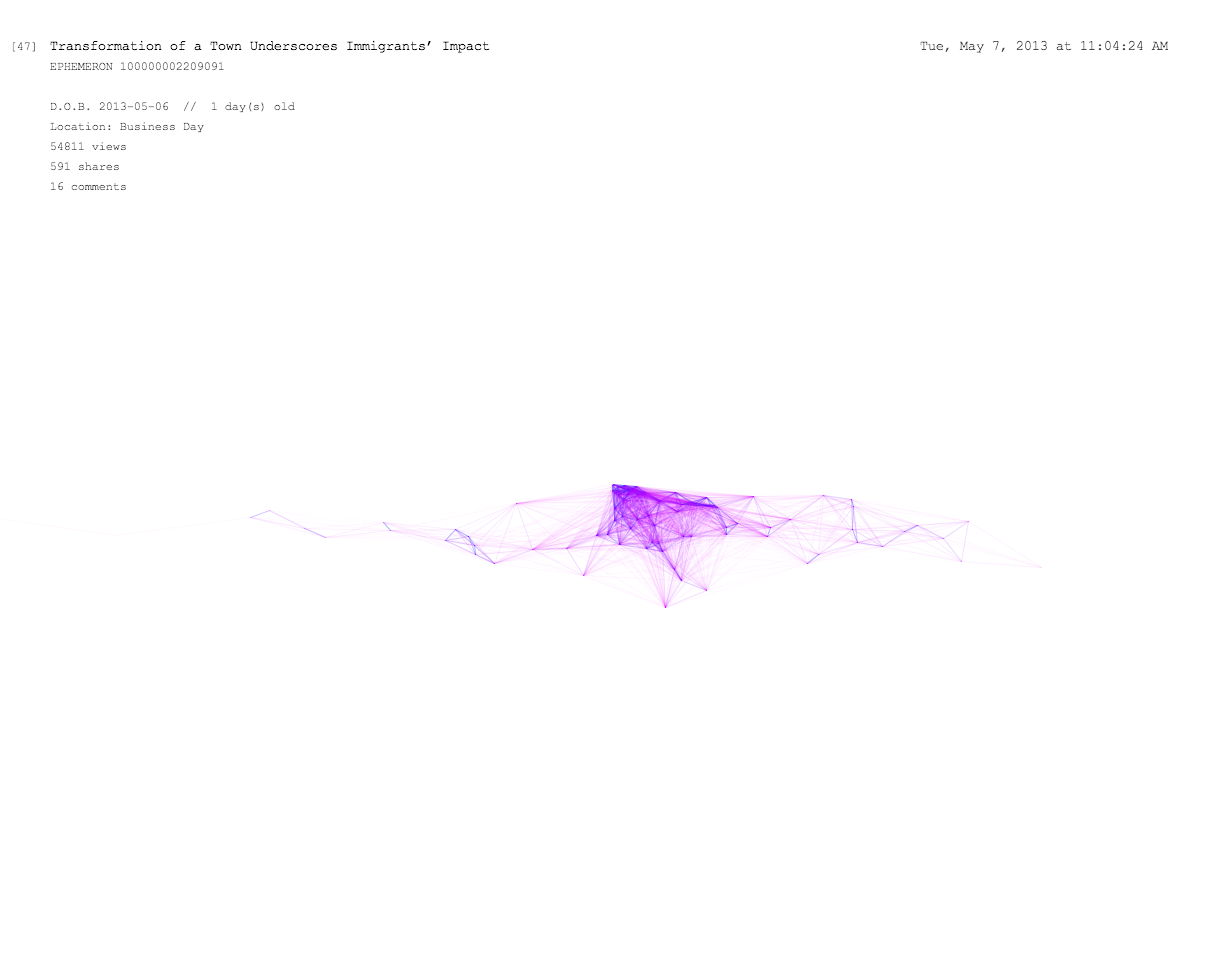 [47] Transformation of a Town Underscores Immigrants’ Impact
Tue, May 7, 2013 at 11:04:24 AM
EPHEMERON 100000002209091
D.O.B. 2013-05-06 // 1 day(s) old
Location: Business Day
54811 views
591 shares
16 comments